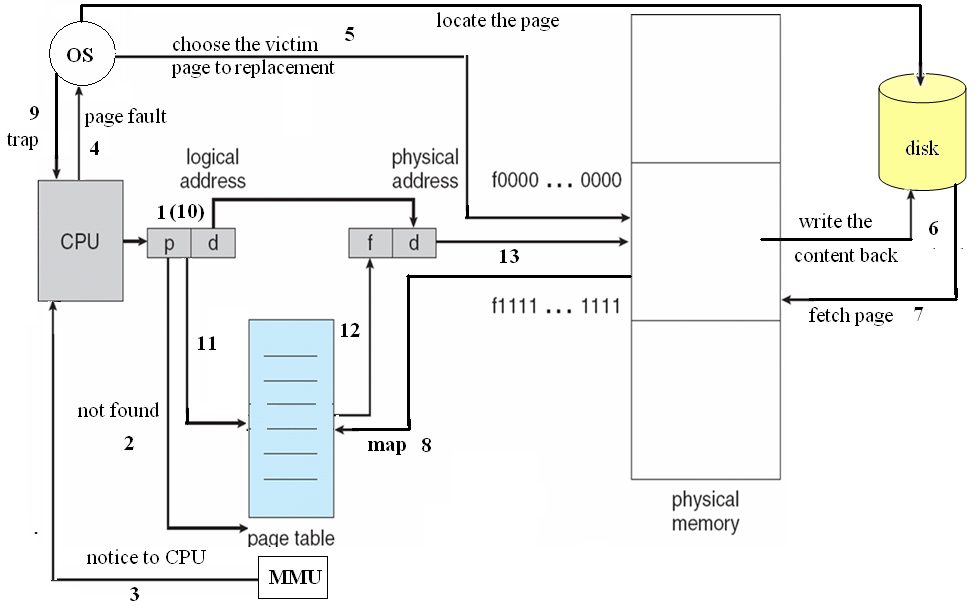 locate the page
5
OS
choose the victim
page to replacement
9
trap
page fault
4
disk
logical
address
physical
address
f0000 ... 0000
1(10)
CPU
p d
f d
13
write the
content back
6
f1111 ... 1111
fetch page 7
11
12
not found
2
map 8
physical
memory
page table
notice to CPU
MMU
3